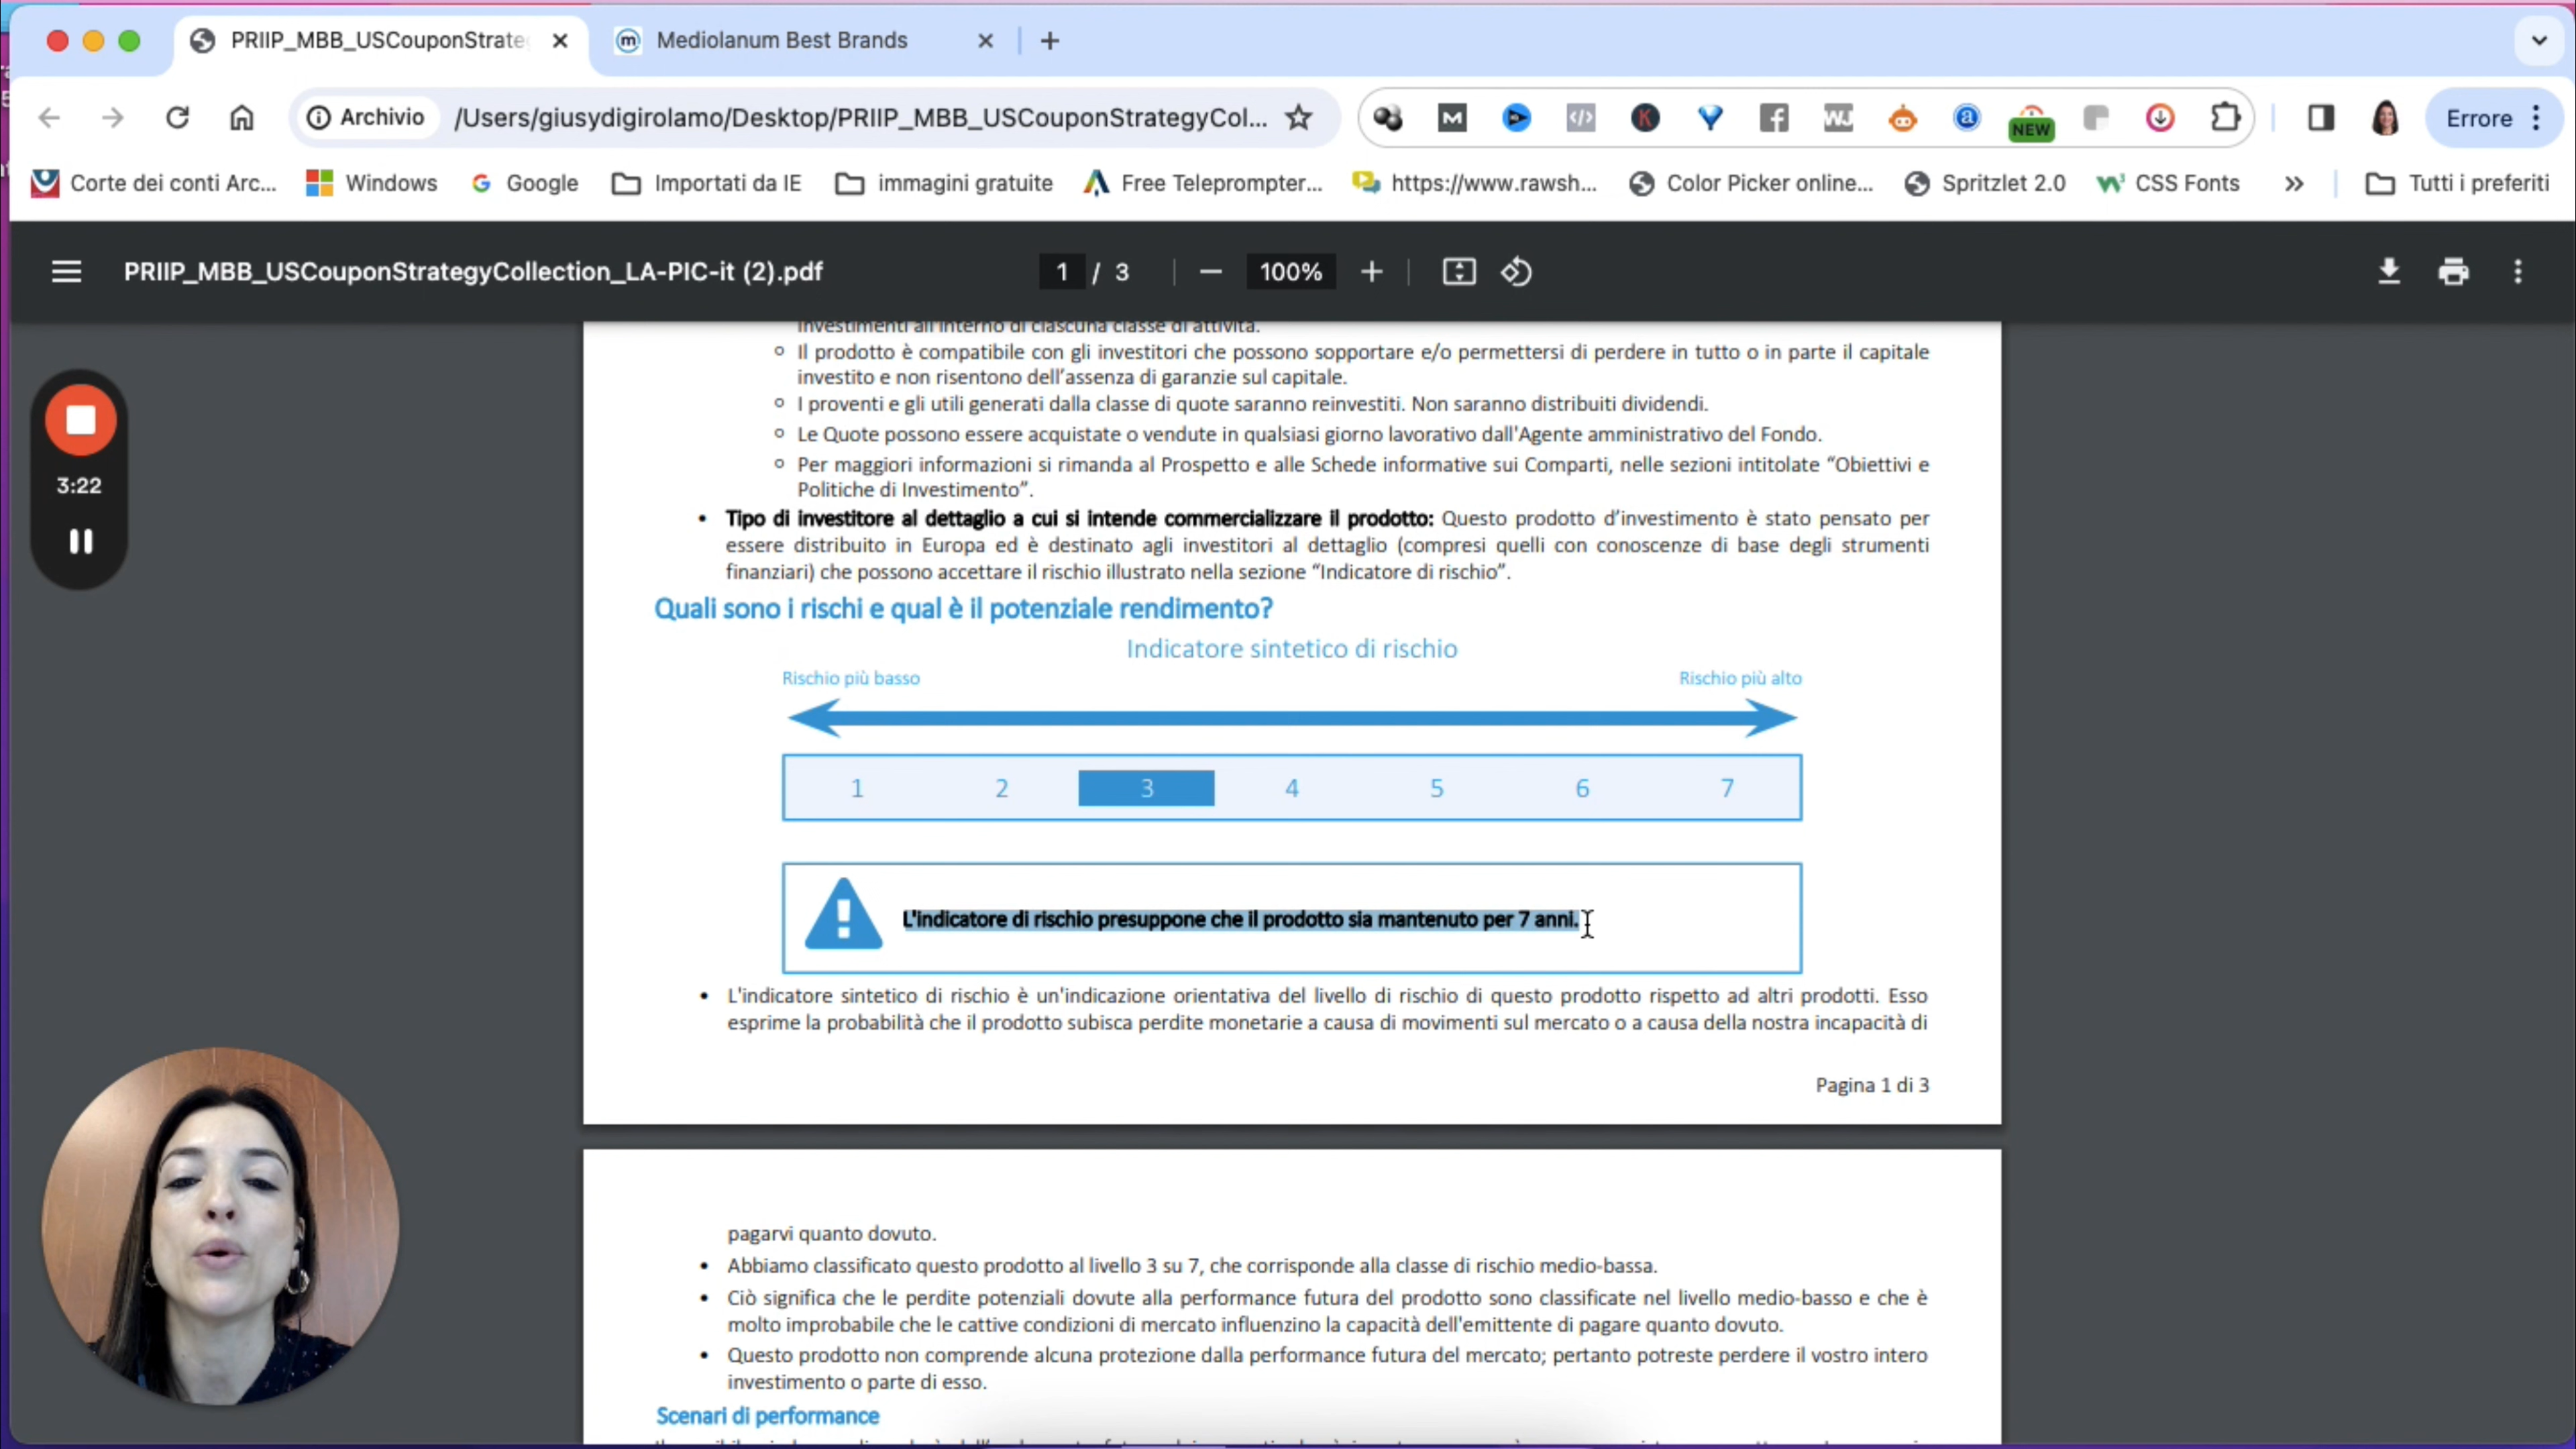 PRIIP_MBB_USCouponStrate
Mediolanum Best Brands
Archivio
/Users/giusydigirolamo/Desktop/PRIIP_MBB_USCouponStrategyCol...
NEW
Errore
Corte dei conti Arc...
Windows
Google
Importati da IE
immagini gratuite
Free Teleprompter...
https://www.rawsh...
Color Picker online...
Spritzlet 2.0
CSS Fonts
Tutti i preferiti
PRIIP_MBB_USCouponStrategyCollection_LA-PIC-it (2).pdf
1 / 3
100%
3:22
investimenti all'interno di ciascuna classe di attività.
Il prodotto è compatibile con gli investitori che possono sopportare e/o permettersi di perdere in tutto o in parte il capitale
investito e non risentono dell’assenza di garanzie sul capitale.
I proventi e gli utili generati dalla classe di quote saranno reinvestiti. Non saranno distribuiti dividendi.
Le Quote possono essere acquistate o vendute in qualsiasi giorno lavorativo dall'Agente amministrativo del Fondo.
Per maggiori informazioni si rimanda al Prospetto e alle Schede informative sui Comparti, nelle sezioni intitolate “Obiettivi e
Politiche di Investimento”.
• Tipo di investitore al dettaglio a cui si intende commercializzare il prodotto: Questo prodotto d’investimento è stato pensato per
essere distribuito in Europa ed è destinato agli investitori al dettaglio (compresi quelli con conoscenze di base degli strumenti
finanziari) che possono accettare il rischio illustrato nella sezione “Indicatore di rischio”.
Quali sono i rischi e qual è il potenziale rendimento?
Indicatore sintetico di rischio
Rischio più basso Rischio più alto
1 2 3 4 5 6 7
L'indicatore di rischio presuppone che il prodotto sia mantenuto per 7 anni.
• L'indicatore sintetico di rischio è un'indicazione orientativa del livello di rischio di questo prodotto rispetto ad altri prodotti. Esso
esprime la probabilità che il prodotto subisca perdite monetarie a causa di movimenti sul mercato o a causa della nostra incapacità di
Pagina 1 di 3
pagarvi quanto dovuto.
• Abbiamo classificato questo prodotto al livello 3 su 7, che corrisponde alla classe di rischio medio-bassa.
• Ciò significa che le perdite potenziali dovute alla performance futura del prodotto sono classificate nel livello medio-basso e che è
molto improbabile che le cattive condizioni di mercato influenzino la capacità dell'emittente di pagare quanto dovuto.
• Questo prodotto non comprende alcuna protezione dalla performance futura del mercato; pertanto potreste perdere il vostro intero
investimento o parte di esso.
Scenari di performance